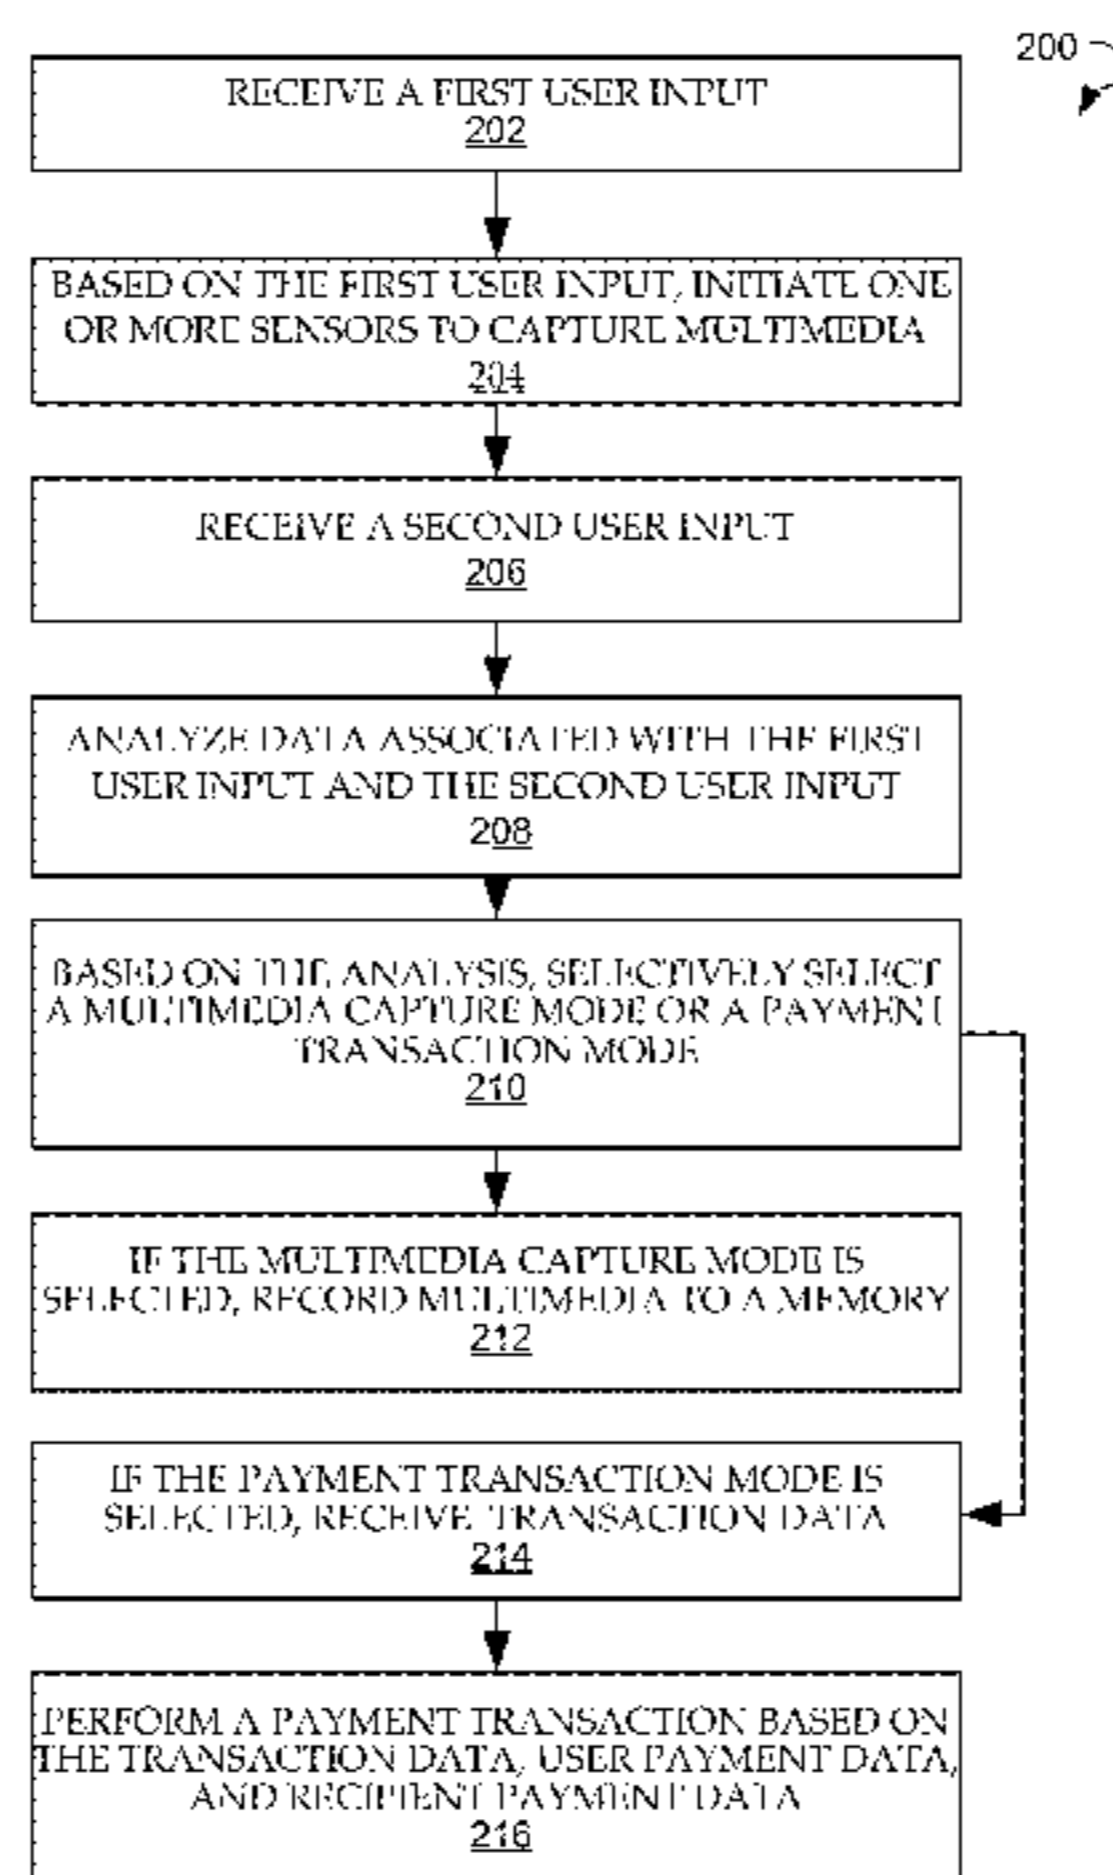 200
RECEIVE A FIRST USER INPUT
202
BASED ON THE FIRST USER INPUT, INITIATE ONE
OR MORE SENSORS TO CAPTURE MULTIMEDIA
204
RECEIVE A SECOND USER INPUT
206
ANALYZE DATA ASSOCIATED WITH THE FIRST
USER INPUT AND THE SECOND USER INPUT
208
BASED ON THE ANALYSIS, SELECTIVELY SELECT
A MULTIMEDIA CAPTURE MODE OR A PAYMENT
TRANSACTION MODE
210
IF THE MULTIMEDIA CAPTURE MODE IS
SELECTED, RECORD MULTIMEDIA TO A MEMORY
212
IF THE PAYMENT TRANSACTION MODE IS
SELECTED, RECEIVE TRANSACTION DATA
214
PERFORM A PAYMENT TRANSACTION BASED ON
THE TRANSACTION DATA, USER PAYMENT DATA,
AND RECIPIENT PAYMENT DATA
216